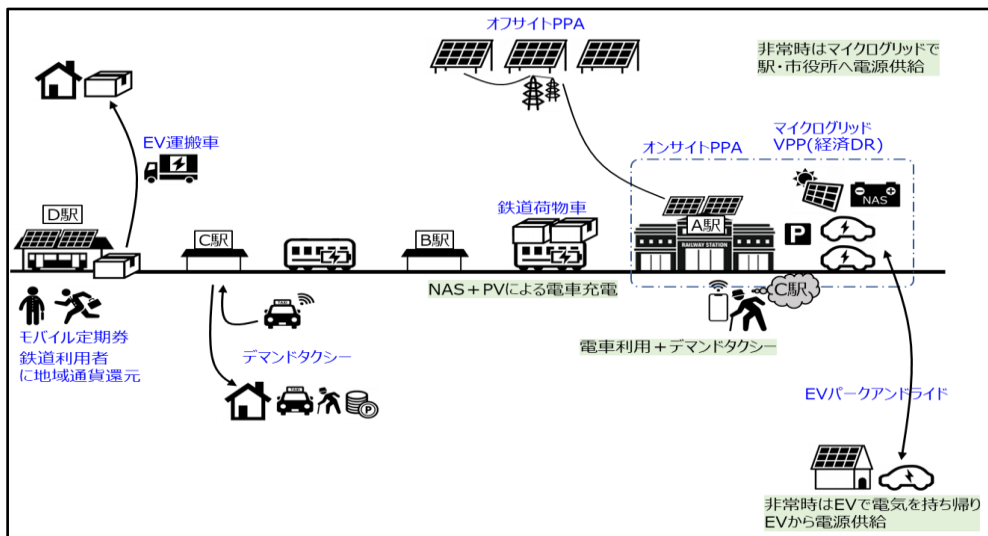 オフサイトPPA
非常時はマイクログリッドで
駅・市役所へ電源供給
EV運搬車
オンサイトPPA
マイクログリッド
VPP(経済DR)
NAS
D駅
C駅
B駅
鉄道荷物車
A駅
RAILWAY STATION
P
NAS+PVによる電車充電
C駅
モバイル定期券
鉄道利用者
に地域通貨還元
TAXI
デマンドタクシー
電車利用+デマンドタクシー
TAXI
P
EVパークアンドライド
非常時はEVで電気を持ち帰り
EVから電源供給